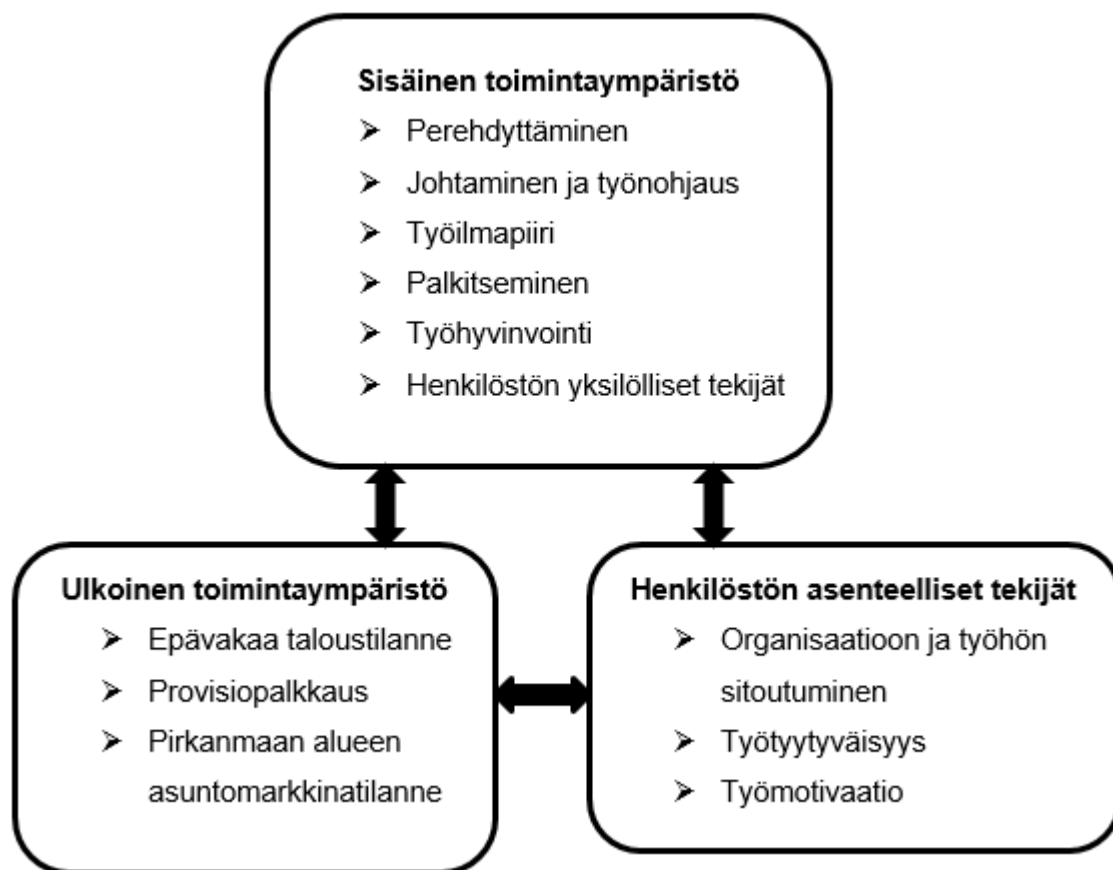 Sisäinen toimintaympäristö
➢ Perehdyttäminen
➢ Johtaminen ja työnohjaus
➢ Työilmapiiri
➢ Palkitseminen
➢ Työhyvinvointi
➢ Henkilöstön yksilölliset tekijät
Ulkoinen toimintaympäristö
➢ Epävakaa taloustilanne
➢ Provisiopalkkaus
➢ Pirkanmaan alueen
asuntomarkkinatilanne
Henkilöstön asenteelliset tekijät
➢ Organisaatioon ja työhön
sitoutuminen
➢ Työtyytyväisyys
➢ Työmotivaatio